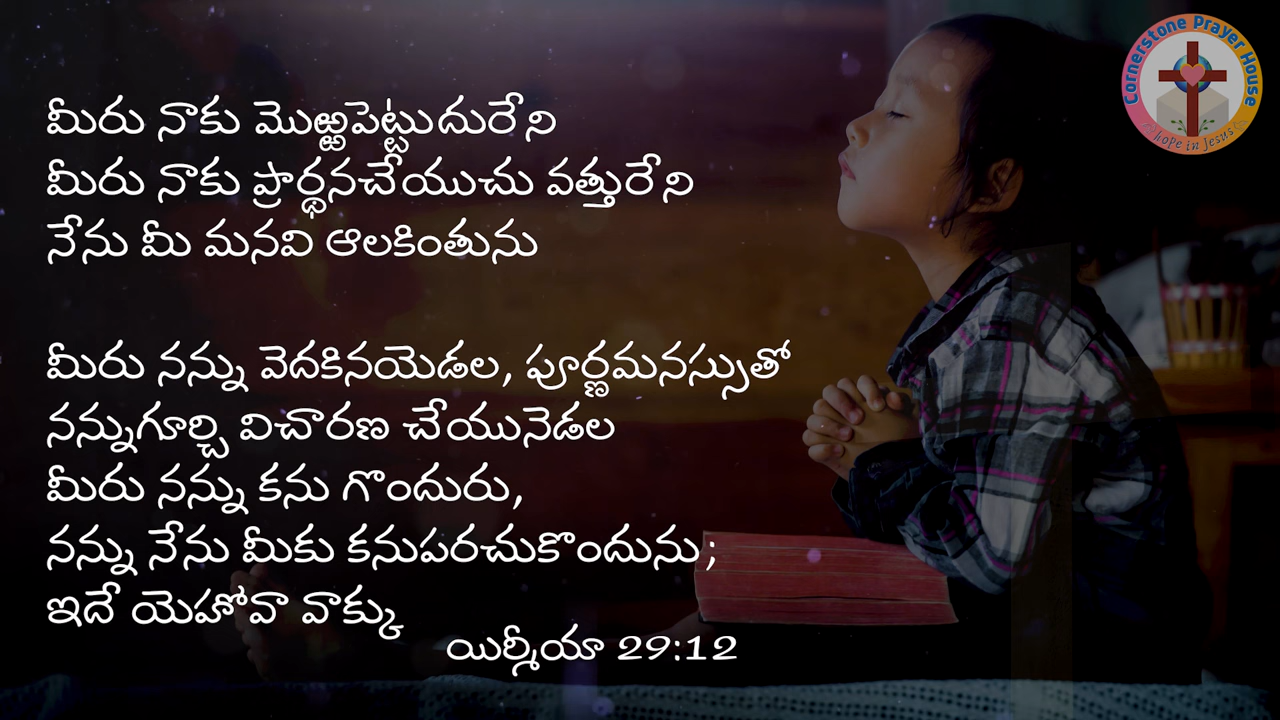 Cornerstone Prayer House
hope in Jesus
మీరు నాకు మొఱ్ఱపెట్టుదురేని
మీరు నాకు ప్రార్థనచేయుచు వత్తురేని
నేను మీ మనవి ఆలకింతును
మీరు నన్ను వెదకినయెడల, పూర్ణమనస్సుతో
నన్నుగూర్చి విచారణ చేయునెడల
మీరు నన్ను కను గొందురు,
నన్ను నేను మీకు కనుపరచుకొందును;
ఇదే యెహోవా వాక్కు
యిర్మీయా 29:12